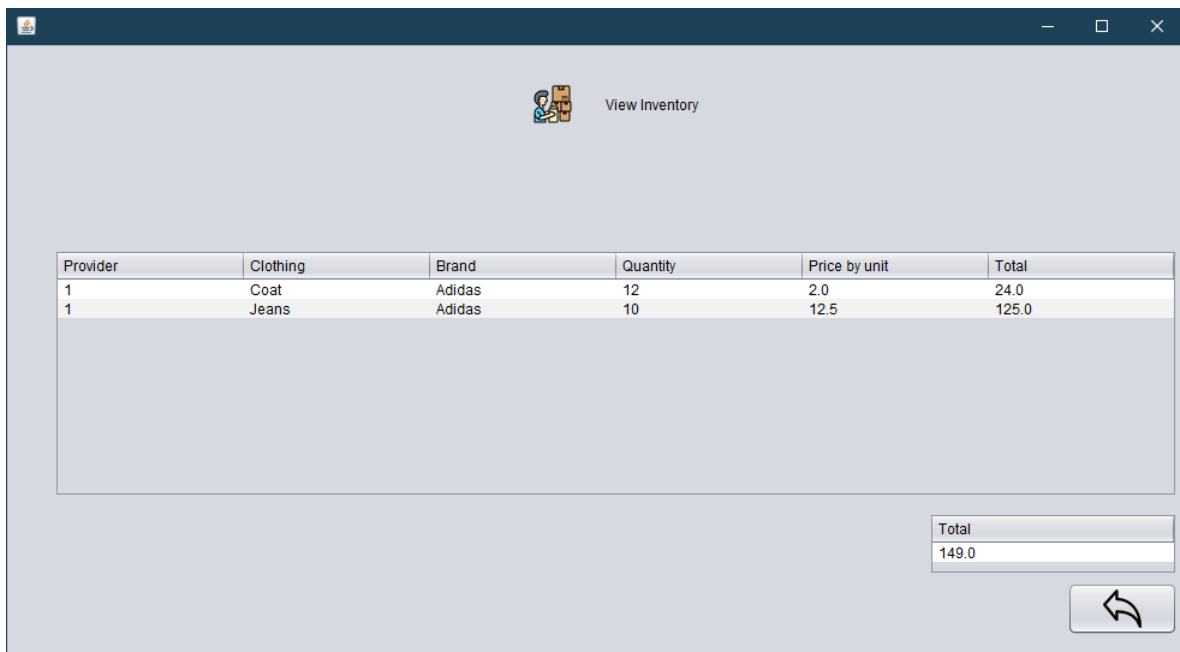 View Inventory
Provider Clothing Brand Quantity Price by unit Total
1 Coat Adidas 12 2.0 24.0
1 Jeans Adidas 10 12.5 125.0
Total
149.0